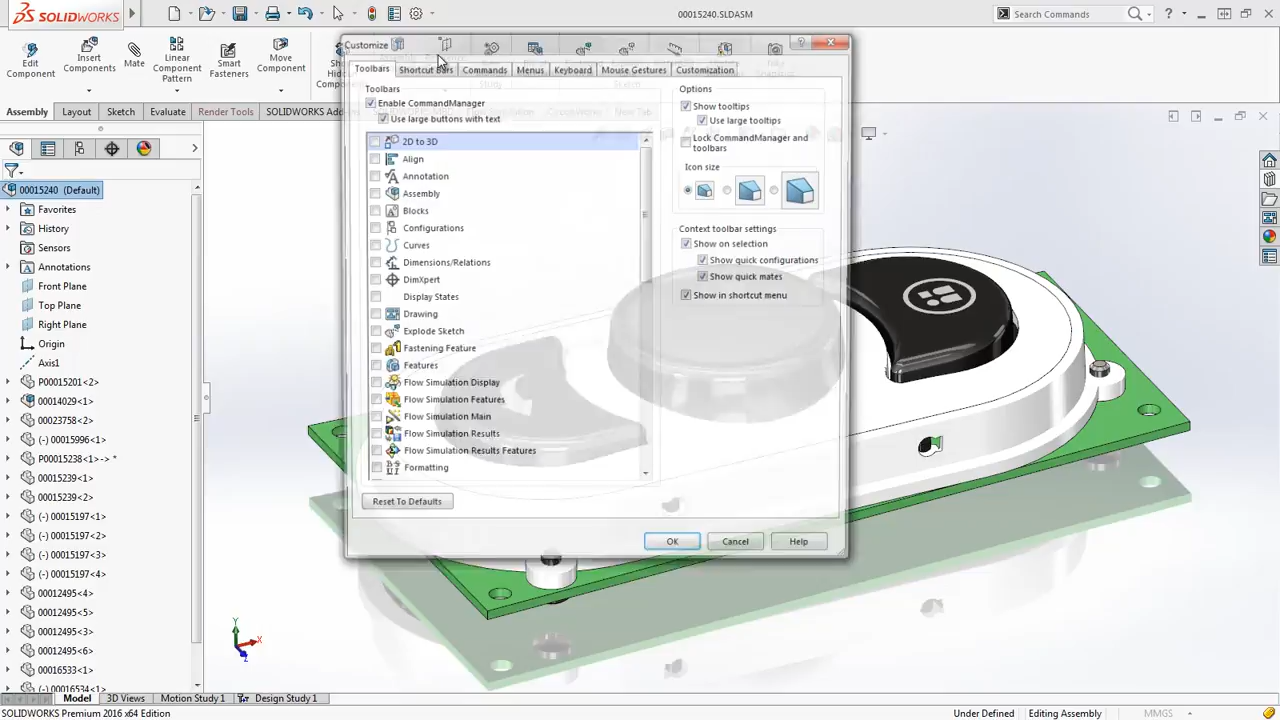 SOLIDWORKS
00015240.SLDASM
Search Commands
Edit Component
Insert Components
Mate
Linear Component Pattern
Smart Fasteners
Move Component
Assembly
Layout
Sketch
Evaluate
Render Tools
SOLIDWORKS Add
00015240 (Default)
Favorites
History
Sensors
Annotations
Front Plane
Top Plane
Right Plane
Origin
Axis1
P00015201<2>
00014029<1>
00023758<2>
(-) 00015996<1>
P00015238<1>-> *
00015239<1>
00015239<2>
(-) 00015197<1>
(-) 00015197<2>
(-) 00015197<3>
(-) 00015197<4>
00012495<4>
00012495<5>
00012495<3>
00012495<6>
00016533<1>
(-) 00016534<1>
Customize
Toolbars
Shortcut Bars
Commands
Menus
Keyboard
Mouse Gestures
Customization
Toolbars
Enable CommandManager
Use large buttons with text
2D to 3D
Align
Annotation
Assembly
Blocks
Configurations
Curves
Dimensions/Relations
DimXpert
Display States
Drawing
Explode Sketch
Fastening Feature
Features
Flow Simulation Display
Flow Simulation Features
Flow Simulation Main
Flow Simulation Results
Flow Simulation Results Features
Formatting
Reset To Defaults
Options
Show tooltips
Use large tooltips
Lock CommandManager and toolbars
Icon size
Context toolbar settings
Show on selection
Show quick configurations
Show quick mates
Show in shortcut menu
OK
Cancel
Help
Y
X
Z
Model
3D Views
Motion Study 1
Design Study 1
SOLIDWORKS Premium 2016 x64 Edition
Under Defined
Editing Assembly
MMGS